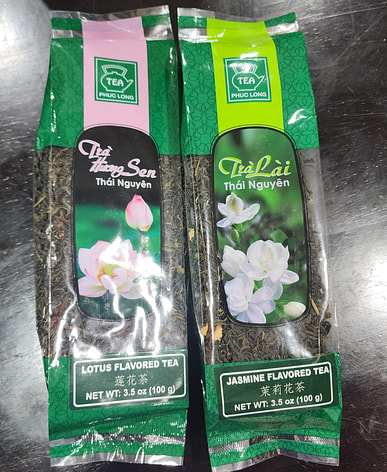 TEA
PHUC LONG
Trà
Hương Sen
Thái Nguyên
LOTUS FLAVORED TEA
蓮花茶
NET WT: 3.5 oz (100 g)
TEA
PHUC LONG
Trà Lài
Thái Nguyên
JASMINE FLAVORED TEA
茉莉花茶
NET WT: 3.5 oz (100 g)